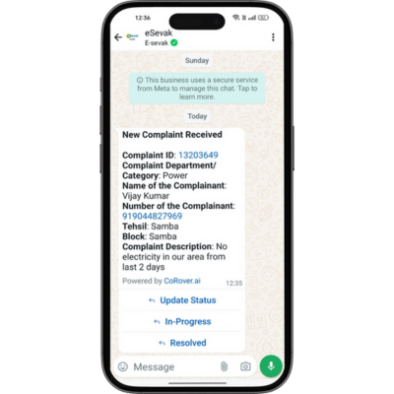 12:36
eSevak
E-sevak
Sunday
This business uses a secure service
from Meta to manage this chat. Tap to
learn more.
Today
New Complaint Received
Complaint ID: 13203649
Complaint Department/
Category: Power
Name of the Complainant:
Vijay Kumar
Number of the Complainant:
919044827969
Tehsil: Samba
Block: Samba
Complaint Description: No
electricity in our area from
last 2 days
Powered by CoRover.ai
12:35
Update Status
In-Progress
Resolved
Message